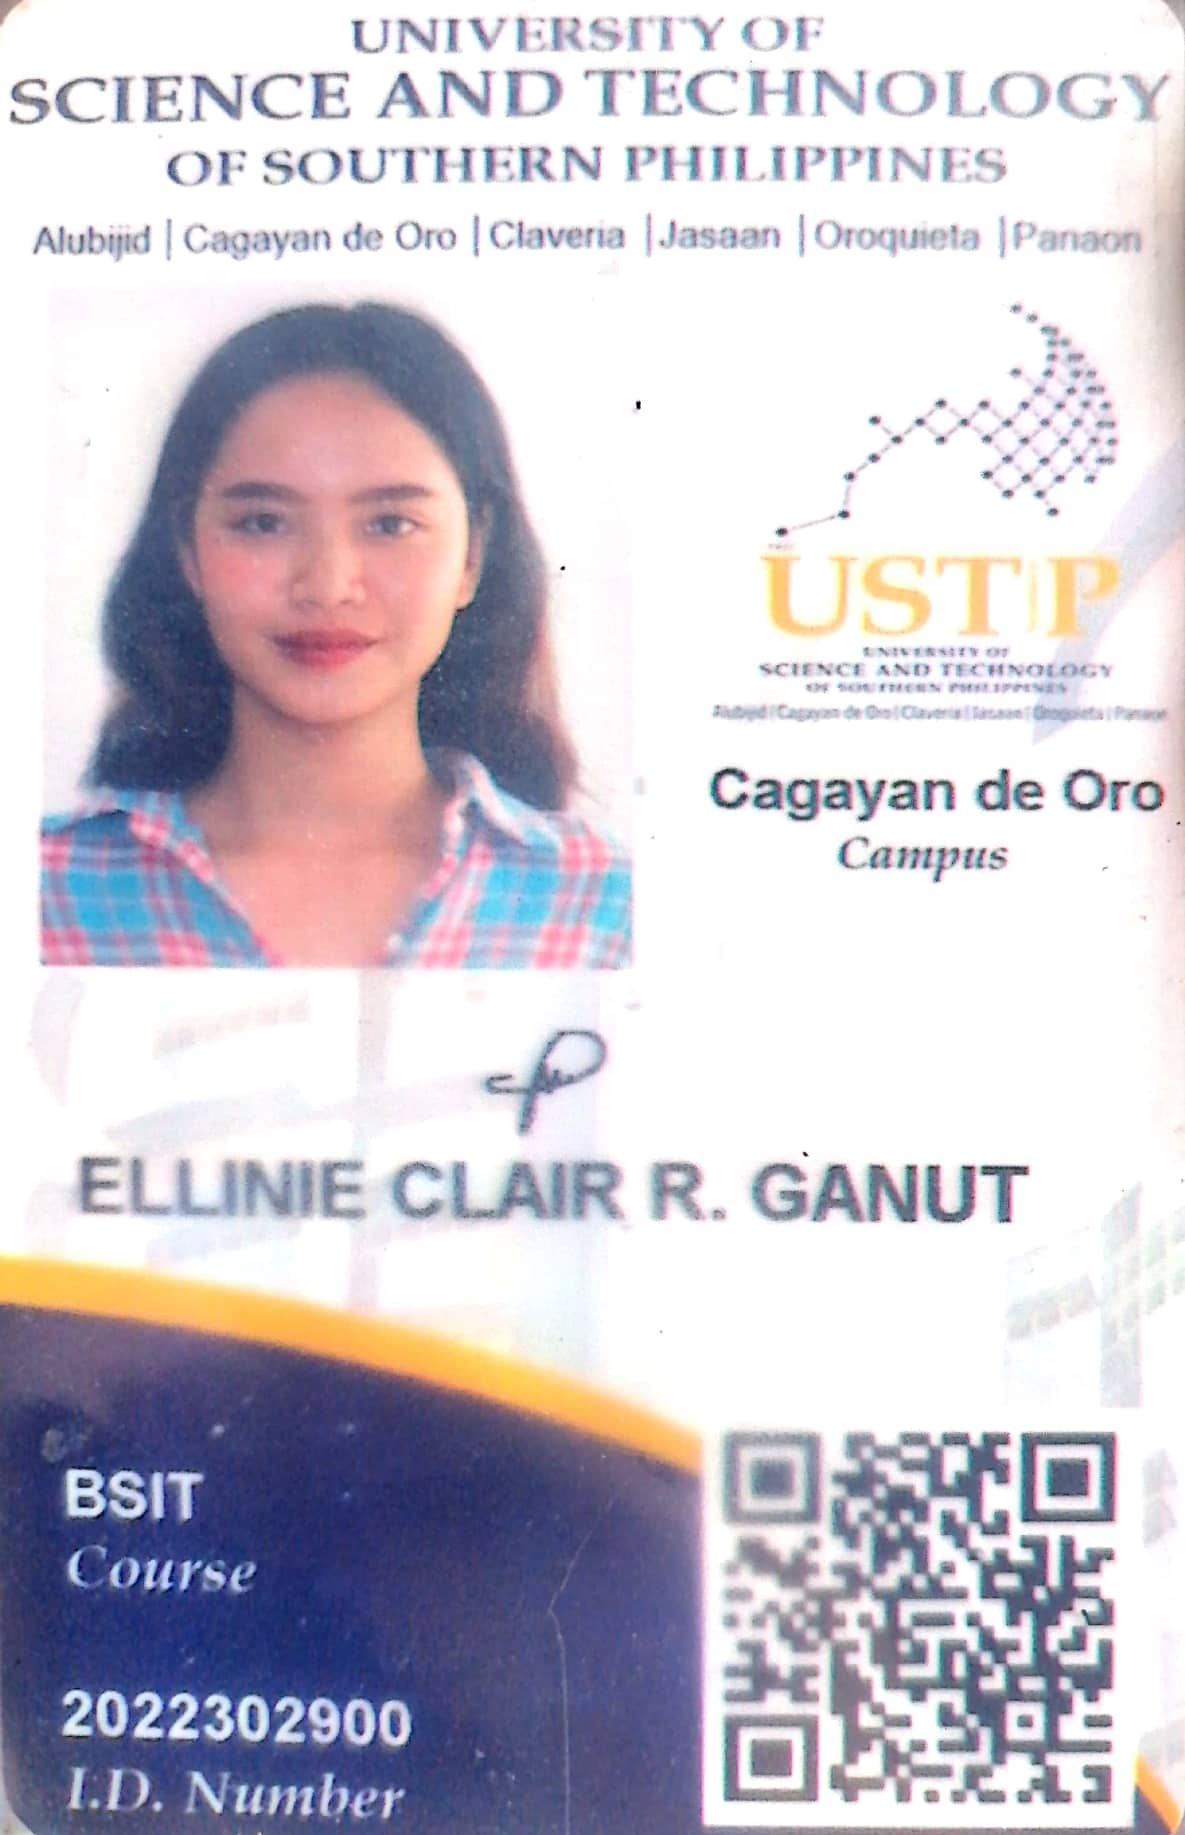 UNIVERSITY OF
SCIENCE AND TECHNOLOGY
OF SOUTHERN PHILIPPINES
Alubijid | Cagayan de Oro | Claveria | Jasaan | Oroquieta | Panaon
USTP
UNIVERSITY OF
SCIENCE AND TECHNOLOGY
OF SOUTHERN PHILIPPINES
Alubijid | Cagayan de Oro | Claveria | Jasaan | Oroquieta | Panaon
Cagayan de Oro
Campus
ELLINIE CLAIR R. GANUT
BSIT
Course
2022302900
I.D. Number